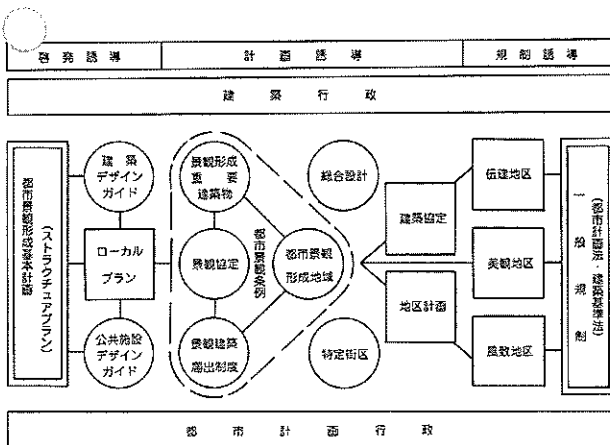 啓発誘導
計画誘導
規制誘導
建築行政
都市景観形成基本計画
(ストラクチュアプラン)
建築
デザイン
ガイド
ローカル
プラン
公共施設
デザイン
ガイド
景観形成
重要
建築物
景観協定
景観建築
届出制度
都市景観条例
都市景観
形成地域
総合設計
特定街区
建築協定
地区計画
伝建地区
美観地区
風致地区
一般規制
(都市計画法・建築基準法)
都市計画行政